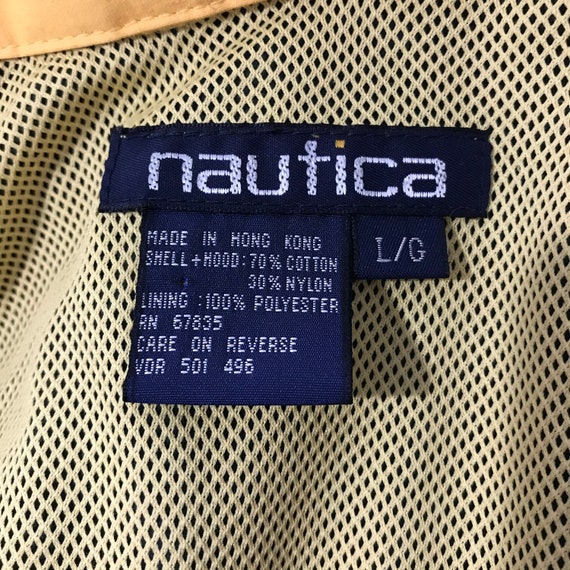 nautica
L/G
MADE IN HONG KONG
SHELL+HOOD:70% COTTON
30% NYLON
LINING :100% POLYESTER
RN 67835
CARE ON REVERSE
VDR 501 496